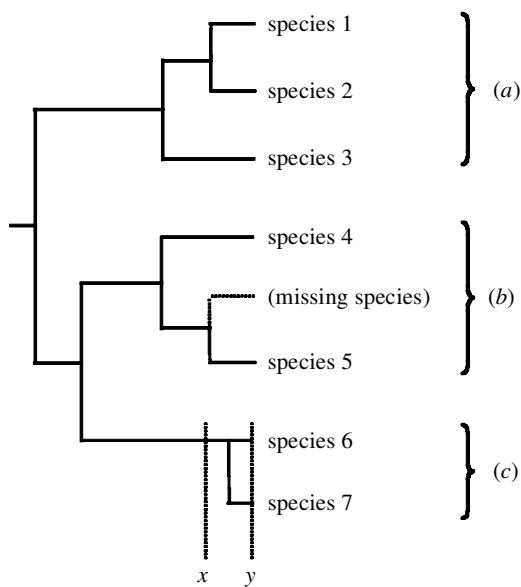 species 1
species 2
(a)
species 3
species 4
(missing species)
(b)
species 5
species 6
(c)
species 7
x y